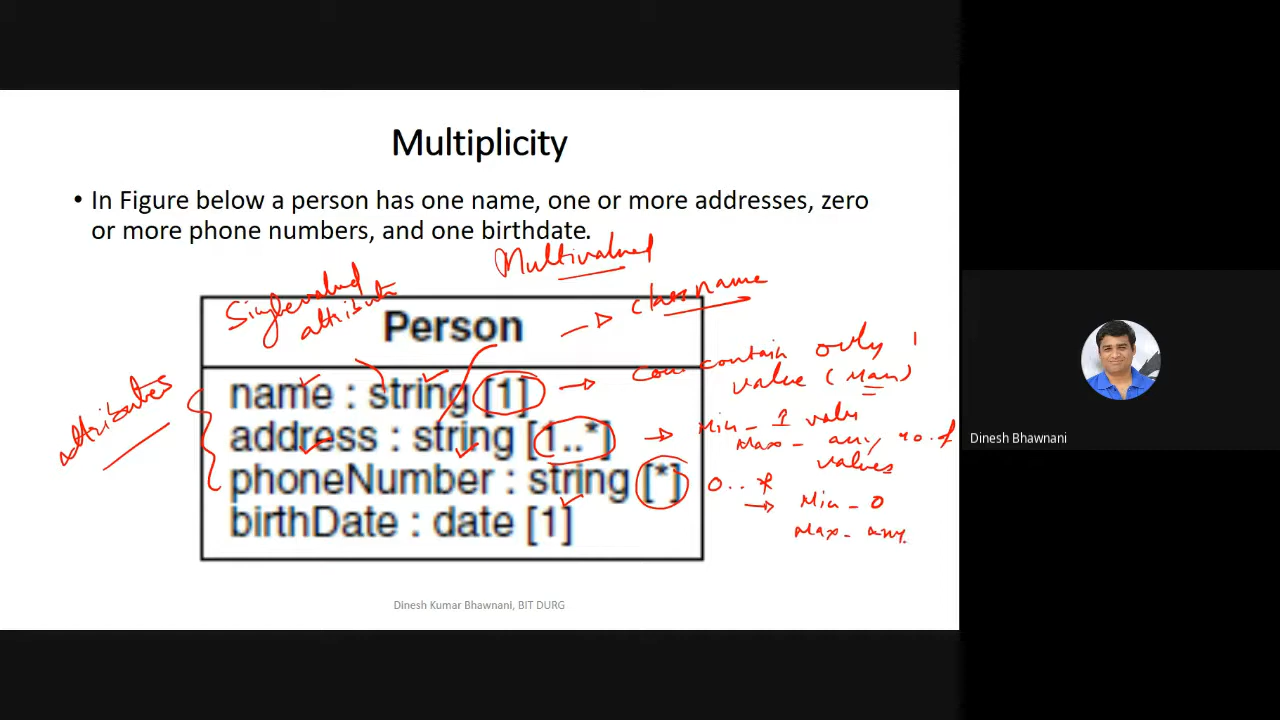 Multiplicity
• In Figure below a person has one name, one or more addresses, zero
or more phone numbers, and one birthdate.
Multivalued
Single valued
attribute
class name
Person
attributes
name : string [1]
can contain only 1
value (Max)
address : string [1..*]
Min - 1 value
Max - any no. of
values
phoneNumber : string [*]
0..*
Min - 0
Max - any
birthDate : date [1]
Dinesh Kumar Bhawnani, BIT DURG
Dinesh Bhawnani